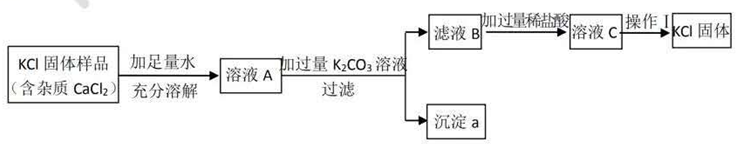 KCl 固体样品
(含杂质 CaCl₂)
加足量水
充分溶解
溶液 A
加过量 K₂CO₃ 溶液
过滤
滤液 B
加过量稀盐酸
溶液 C
操作 I
KCl 固体
沉淀 a